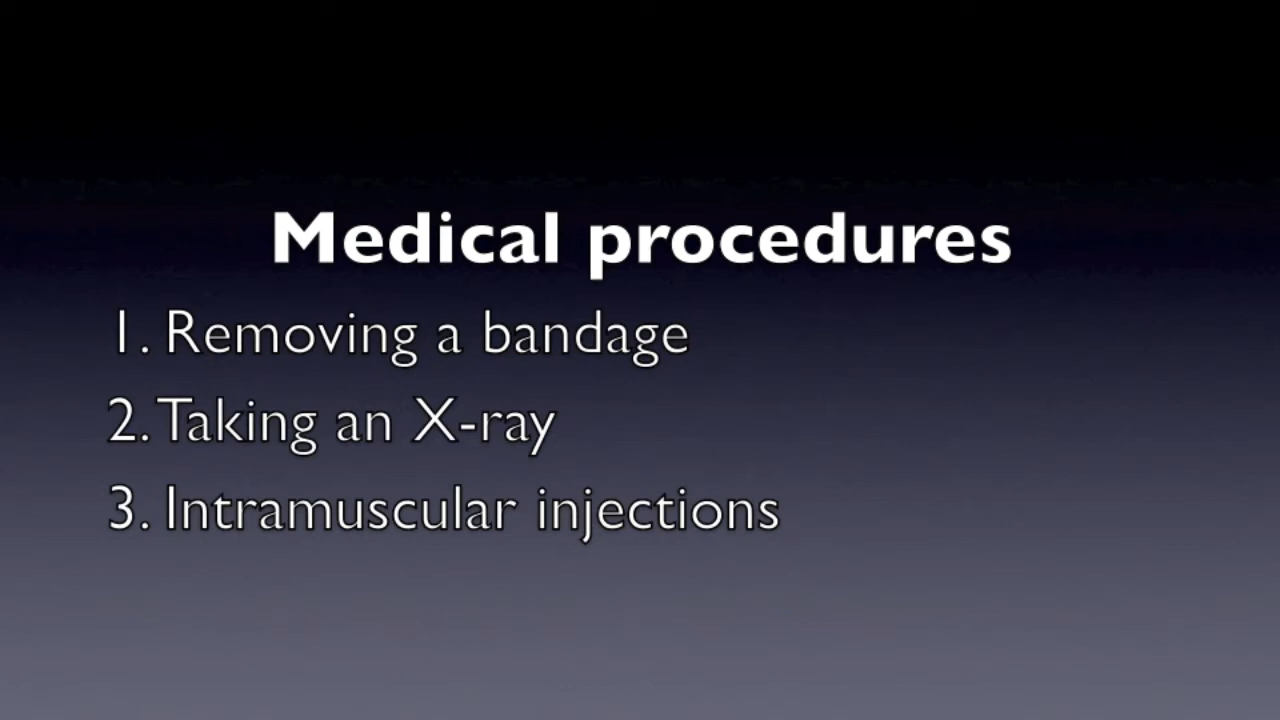 Medical procedures
1. Removing a bandage
2. Taking an X-ray
3. Intramuscular injections